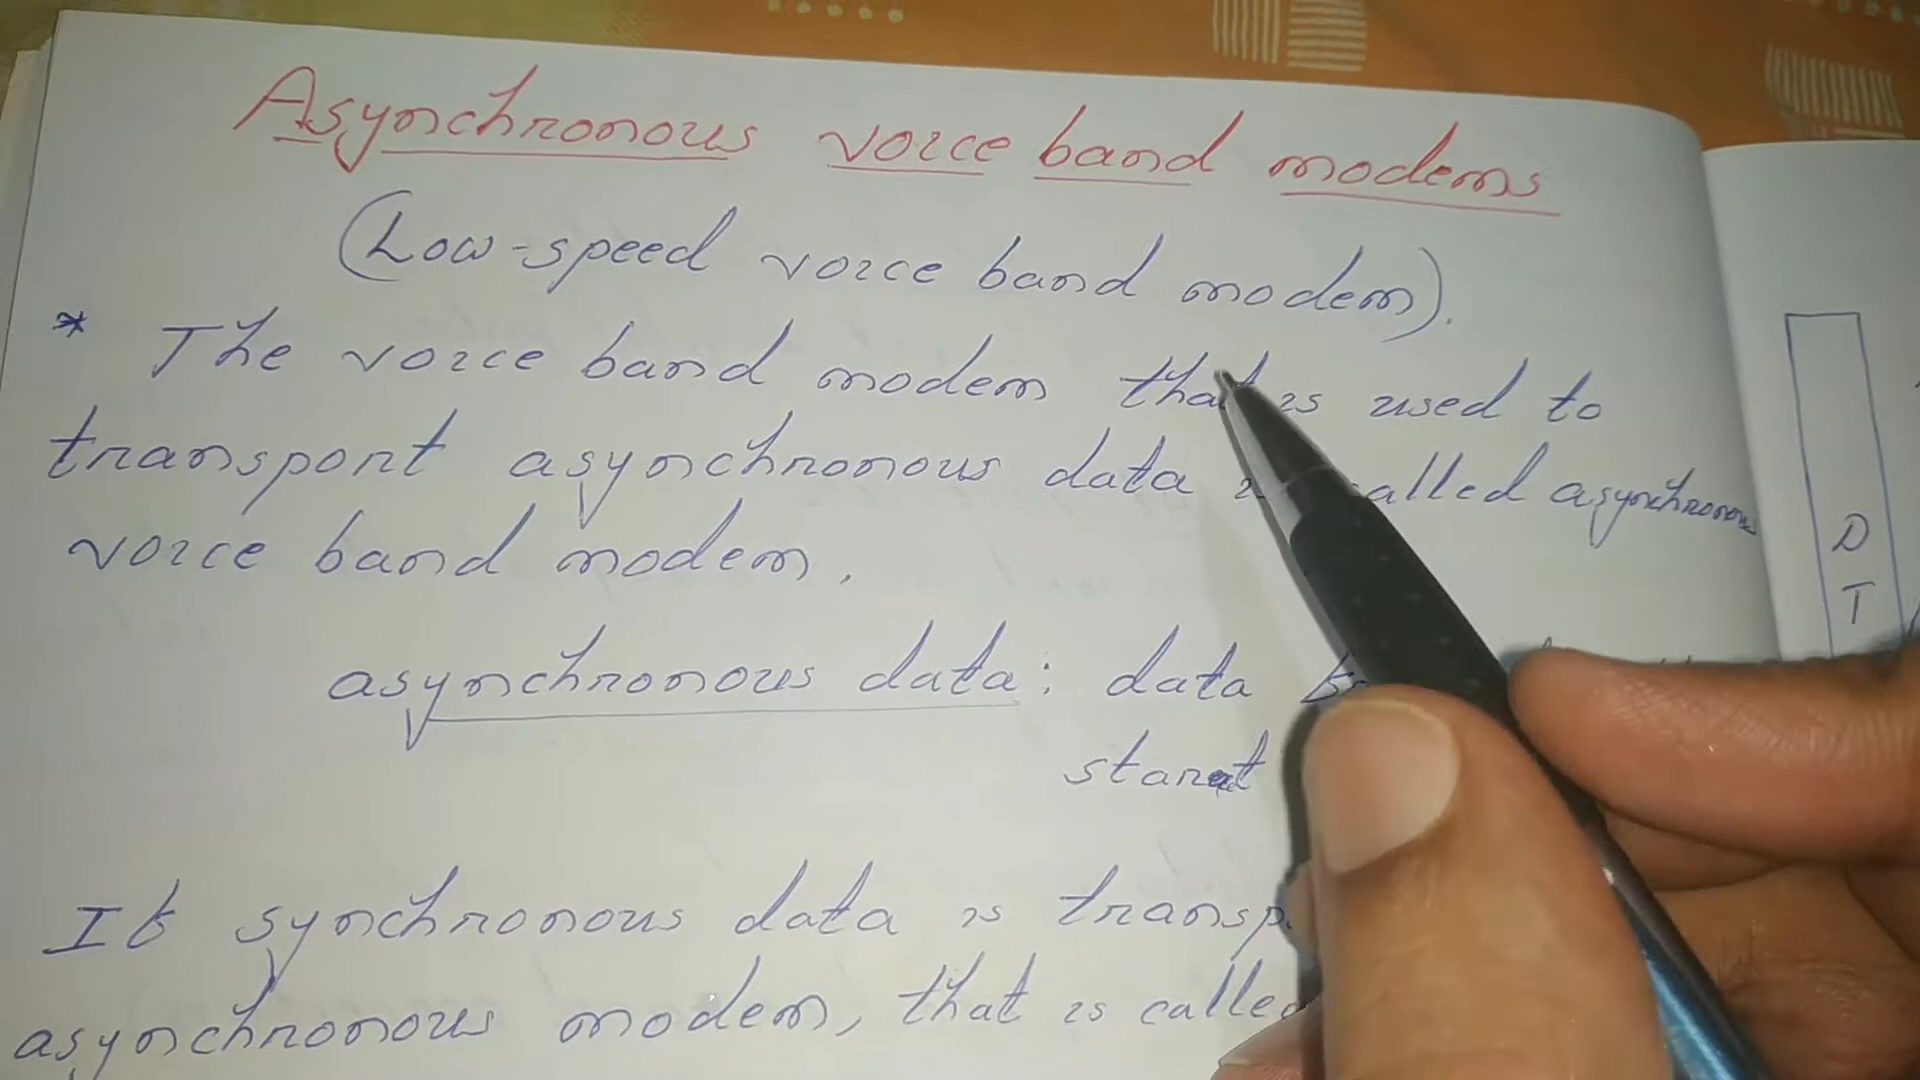 Asynchronous voice band modems
(Low-speed voice band modem).
* The voice band modem that is used to
transport asynchronous data is called asynchronous
voice band modem.
asynchronous data: data
start
If synchronous data is
asynchronous modem, that is called
D
T